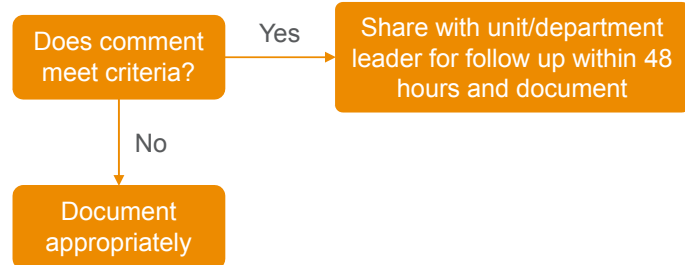 Does comment
meet criteria?
Yes
Share with unit/department
leader for follow up within 48
hours and document
No
Document
appropriately